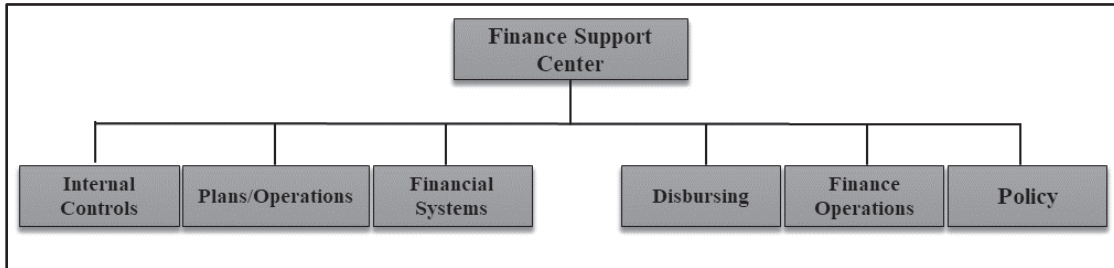 Finance Support
Center
Internal
Controls
Plans/Operations
Financial
Systems
Disbursing
Finance
Operations
Policy